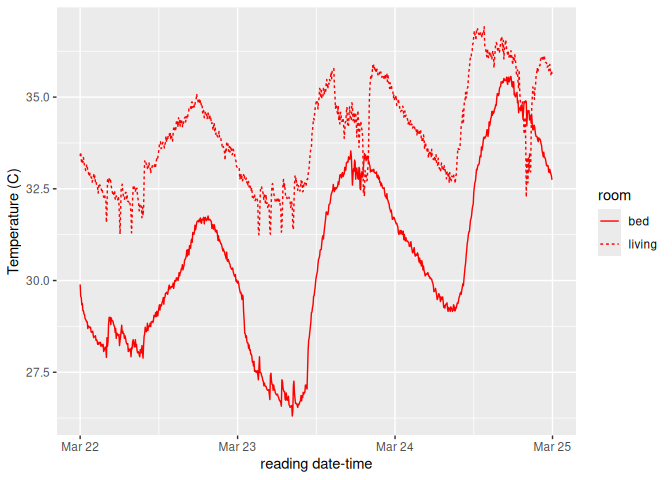 Temperature (C)
35.0
32.5
30.0
27.5
Mar 22
Mar 23
Mar 24
Mar 25
reading date-time
room
bed
living